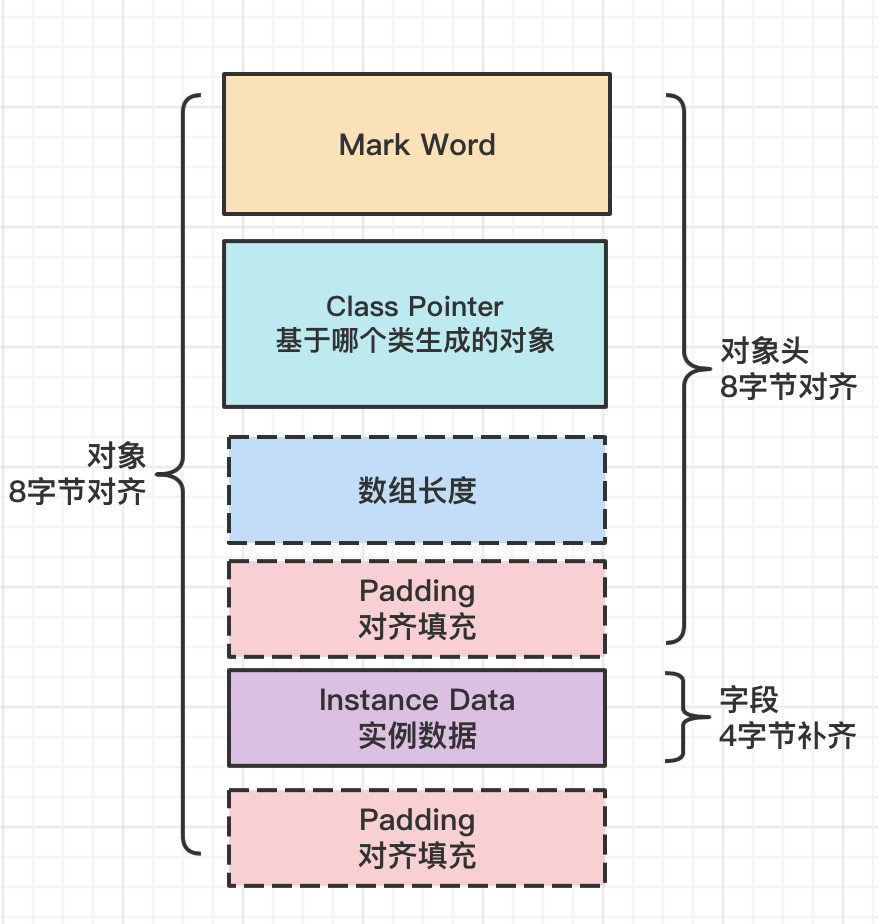 Mark Word
Class Pointer
基于哪个类生成的对象
对象头
8字节对齐
对象
8字节对齐
数组长度
Padding
对齐填充
Instance Data
实例数据
字段
4字节补齐
Padding
对齐填充